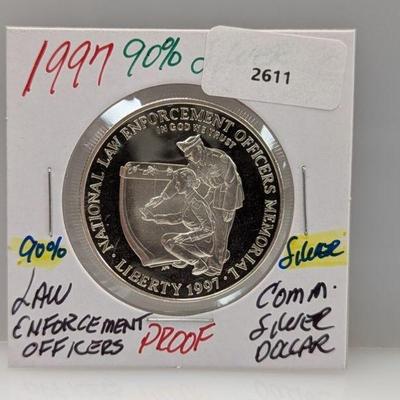 1997 90%
2611
NATIONAL LAW ENFORCEMENT OFFICERS MEMORIAL
IN GOD WE TRUST
LIBERTY 1997
90%
SILVER
LAW
ENFORCEMENT
OFFICERS
PROOF
COMM.
SILVER
DOLLAR